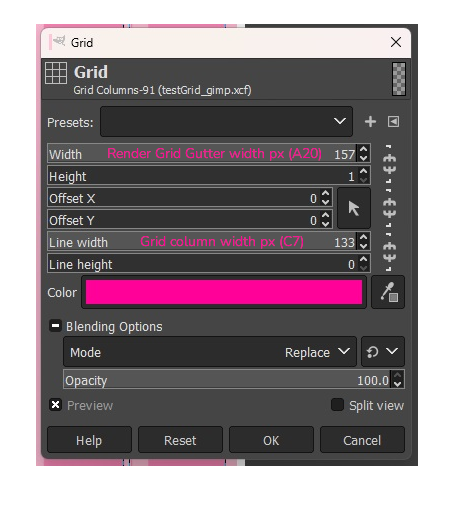 Grid
Grid
Grid Columns-91 (testGrid_gimp.xcf)
Presets:
Width Render Grid Gutter width px (A20) 157
Height 1
Offset X 0
Offset Y 0
Line width Grid column width px (C7) 133
Line height 0
Color
Blending Options
Mode Replace
Opacity 100.0
Preview Split view
Help Reset OK Cancel